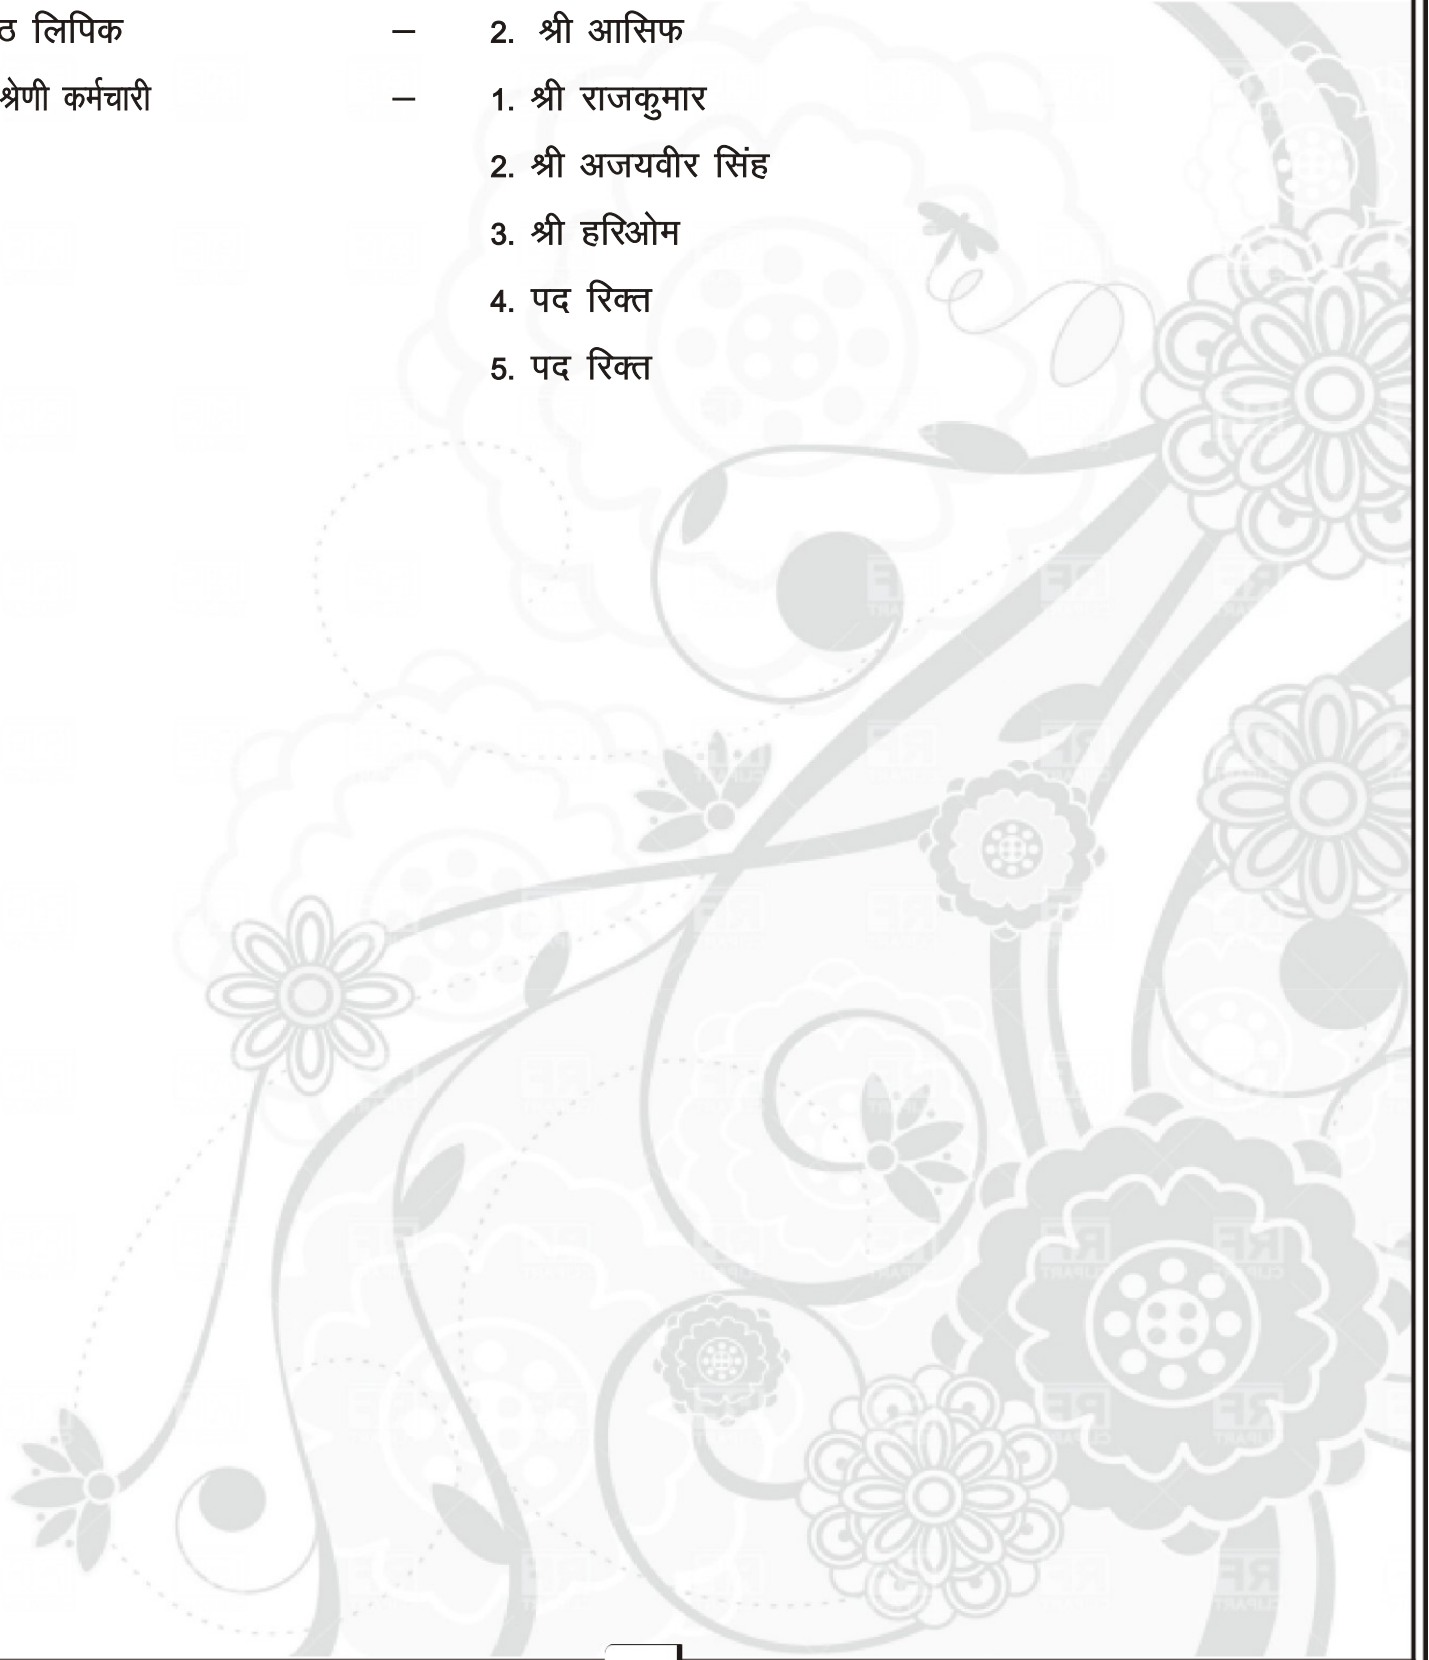 ठ लिपिक – 2. श्री आसिफ
श्रेणी कर्मचारी – 1. श्री राजकुमार
2. श्री अजयवीर सिंह
3. श्री हरिओम
4. पद रिक्त
5. पद रिक्त